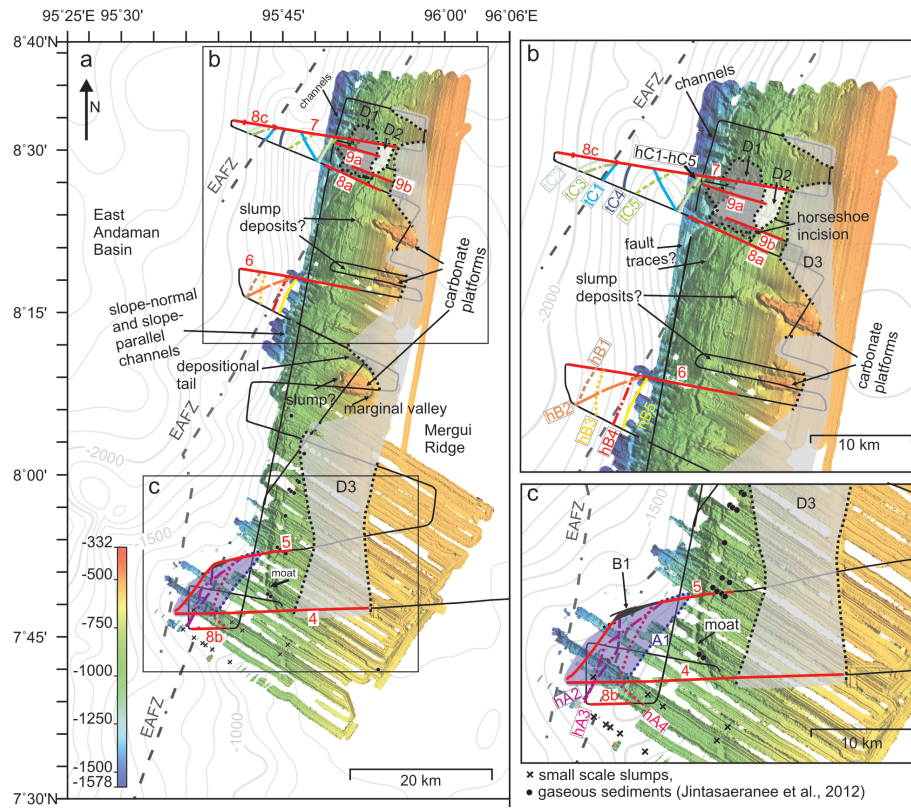 95°25'E 95°30' 95°45' 96°00' 96°06'E
8°40'
8°30'
8°15'
8°00'
7°45'
7°30'
a
N
b
c
EAFZ
EAFZ
EAFZ
channels
8c
7
D1
D2
9a
9b
8a
East
Andaman
Basin
slump
deposits?
6
carbonate
platforms
slope-normal
and slope-
parallel
channels
depositional
tail
slump?
marginal valley
Mergui
Ridge
-2000
-1500
-1000
D3
5
moat
4
8b
-332
-500
-750
-1000
-1250
-1500
-1578
20 km
b
EAFZ
channels
8c
hC1-hC5
7
D1
D2
tC2
tC3
tC1
tC4
tC5
9a
9b
8a
horseshoe
incision
fault
traces?
D3
-2000
slump
deposits?
carbonate
platforms
6
hB1
hB2
hB3
hB4
hB5
10 km
c
EAFZ
-1500
D3
B1
5
A1
moat
4
8b
hA2
hA3
hA4
10 km
× small scale slumps,
● gaseous sediments (Jintasaeranee et al., 2012)